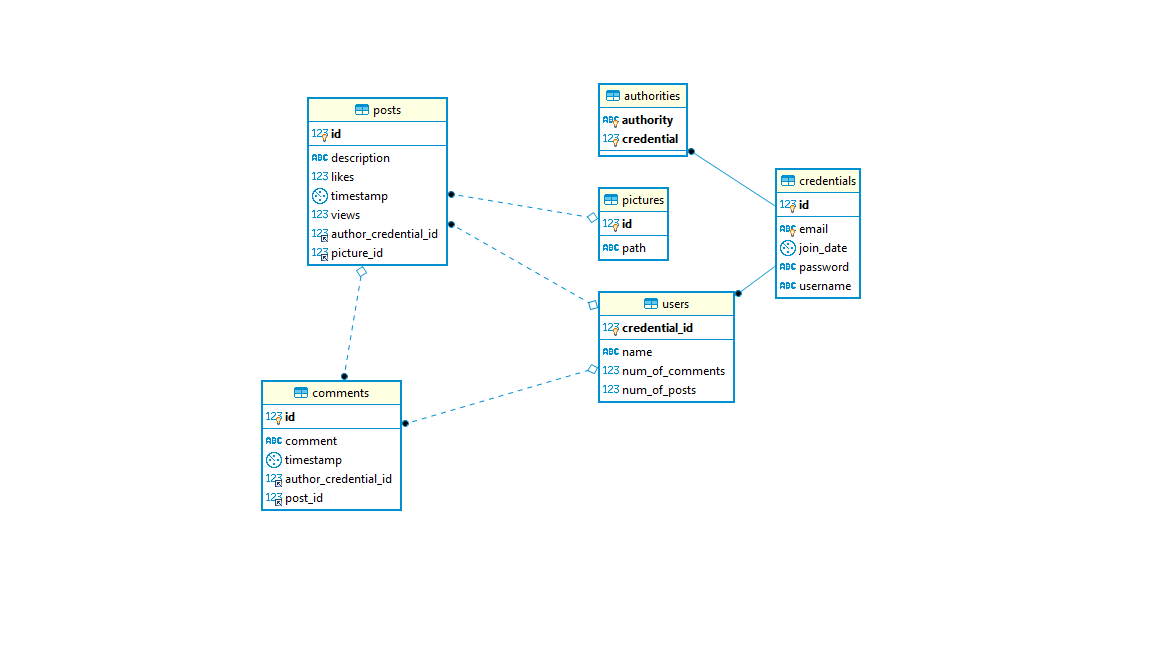 posts
123 id
ABC description
123 likes
timestamp
123 views
123 author_credential_id
123 picture_id
authorities
ABC authority
123 credential
pictures
123 id
ABC path
credentials
123 id
ABC email
join_date
ABC password
ABC username
users
123 credential_id
ABC name
123 num_of_comments
123 num_of_posts
comments
123 id
ABC comment
timestamp
123 author_credential_id
123 post_id